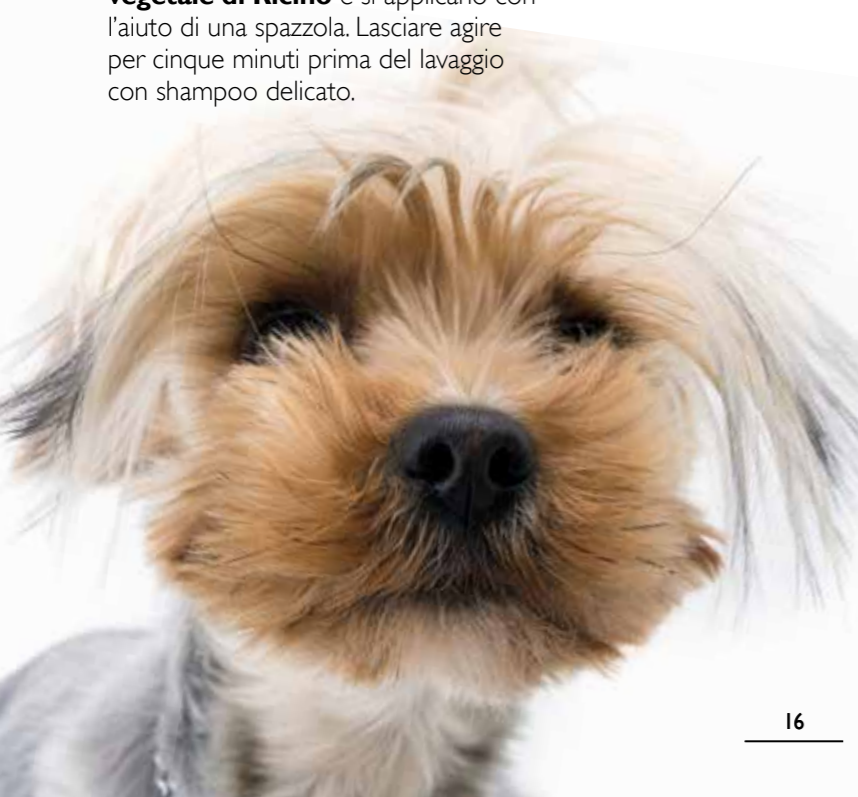 vegetale di Ricino e si applicano con
l’aiuto di una spazzola. Lasciare agire
per cinque minuti prima del lavaggio
con shampoo delicato.
16